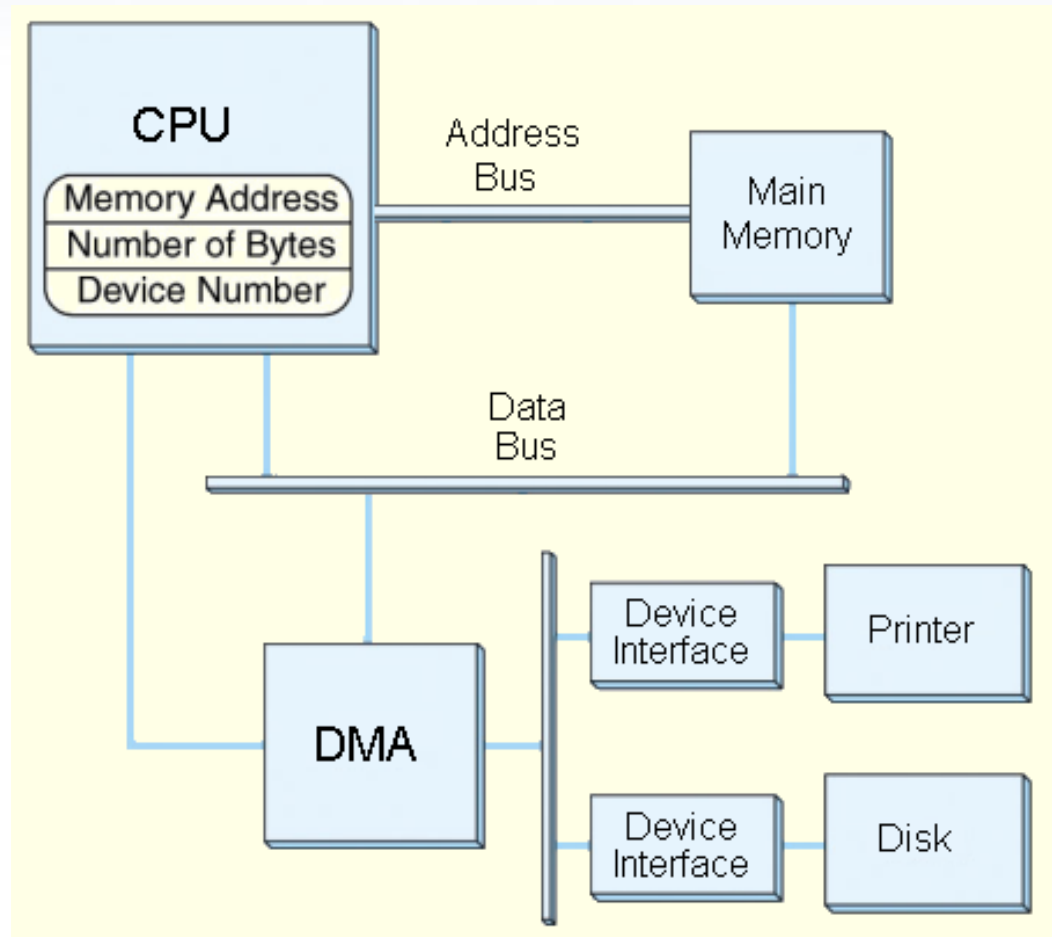 CPU
Memory Address
Number of Bytes
Device Number
Address
Bus
Main
Memory
Data
Bus
DMA
Device
Interface
Printer
Device
Interface
Disk